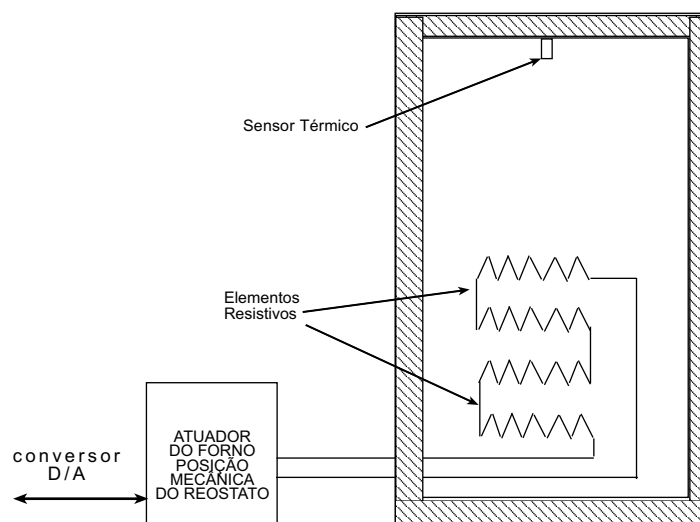 Sensor Térmico
Elementos
Resistivos
ATUADOR
DO FORNO
POSIÇÃO
MECÂNICA
DO REOSTATO
conversor
D/A